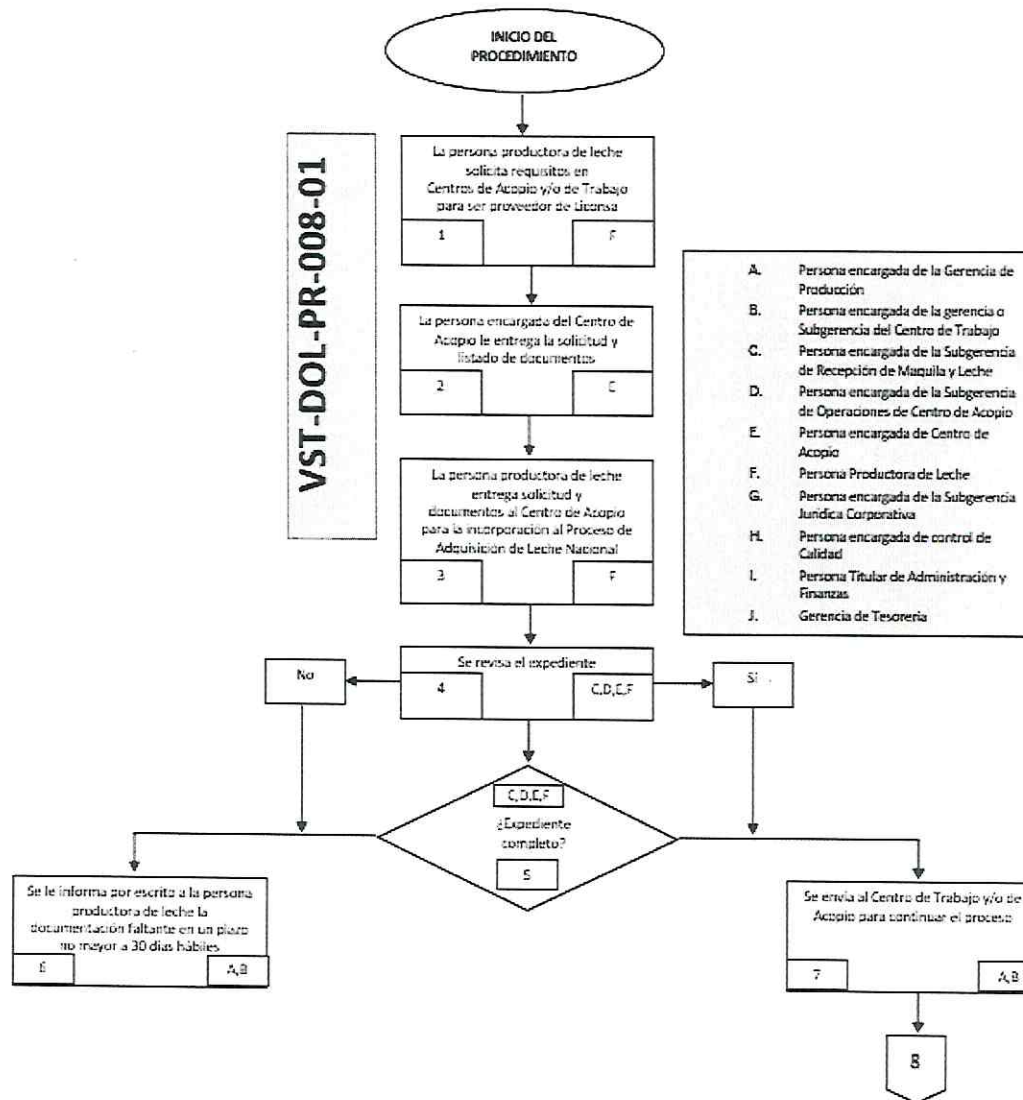 INICIO DEL
PROCEDIMIENTO
VST-DOL-PR-008-01
La persona productora de leche
solicita requisitos en
Centros de Acopio y/o de Trabajo
para ser proveedor de Liconsa
1
F
La persona encargada del Centro de
Acopio le entrega la solicitud y
listado de documentos
2
E
La persona productora de leche
entrega solicitud y
documentos al Centro de Acopio
para la incorporación al Proceso de
Adquisición de Leche Nacional
3
F
A. Persona encargada de la Gerencia de
Producción
B. Persona encargada de la gerencia o
Subgerencia del Centro de Trabajo
C. Persona encargada de la Subgerencia
de Recepción de Maquila y Leche
D. Persona encargada de la Subgerencia
de Operaciones de Centro de Acopio
E. Persona encargada de Centro de
Acopio
F. Persona Productora de Leche
G. Persona encargada de la Subgerencia
Jurídica Corporativa
H. Persona encargada de control de
Calidad
I. Persona Titular de Administración y
Finanzas
J. Gerencia de Tesorería
Se revisa el expediente
4
C,D,E,F
No
Si
C,D,E,F
¿Expediente
completo?
5
Se le informa por escrito a la persona
productora de leche la
documentación faltante en un plazo
no mayor a 30 días hábiles
6
A,B
Se envía al Centro de Trabajo y/o de
Acopio para continuar el proceso
7
A,B
8